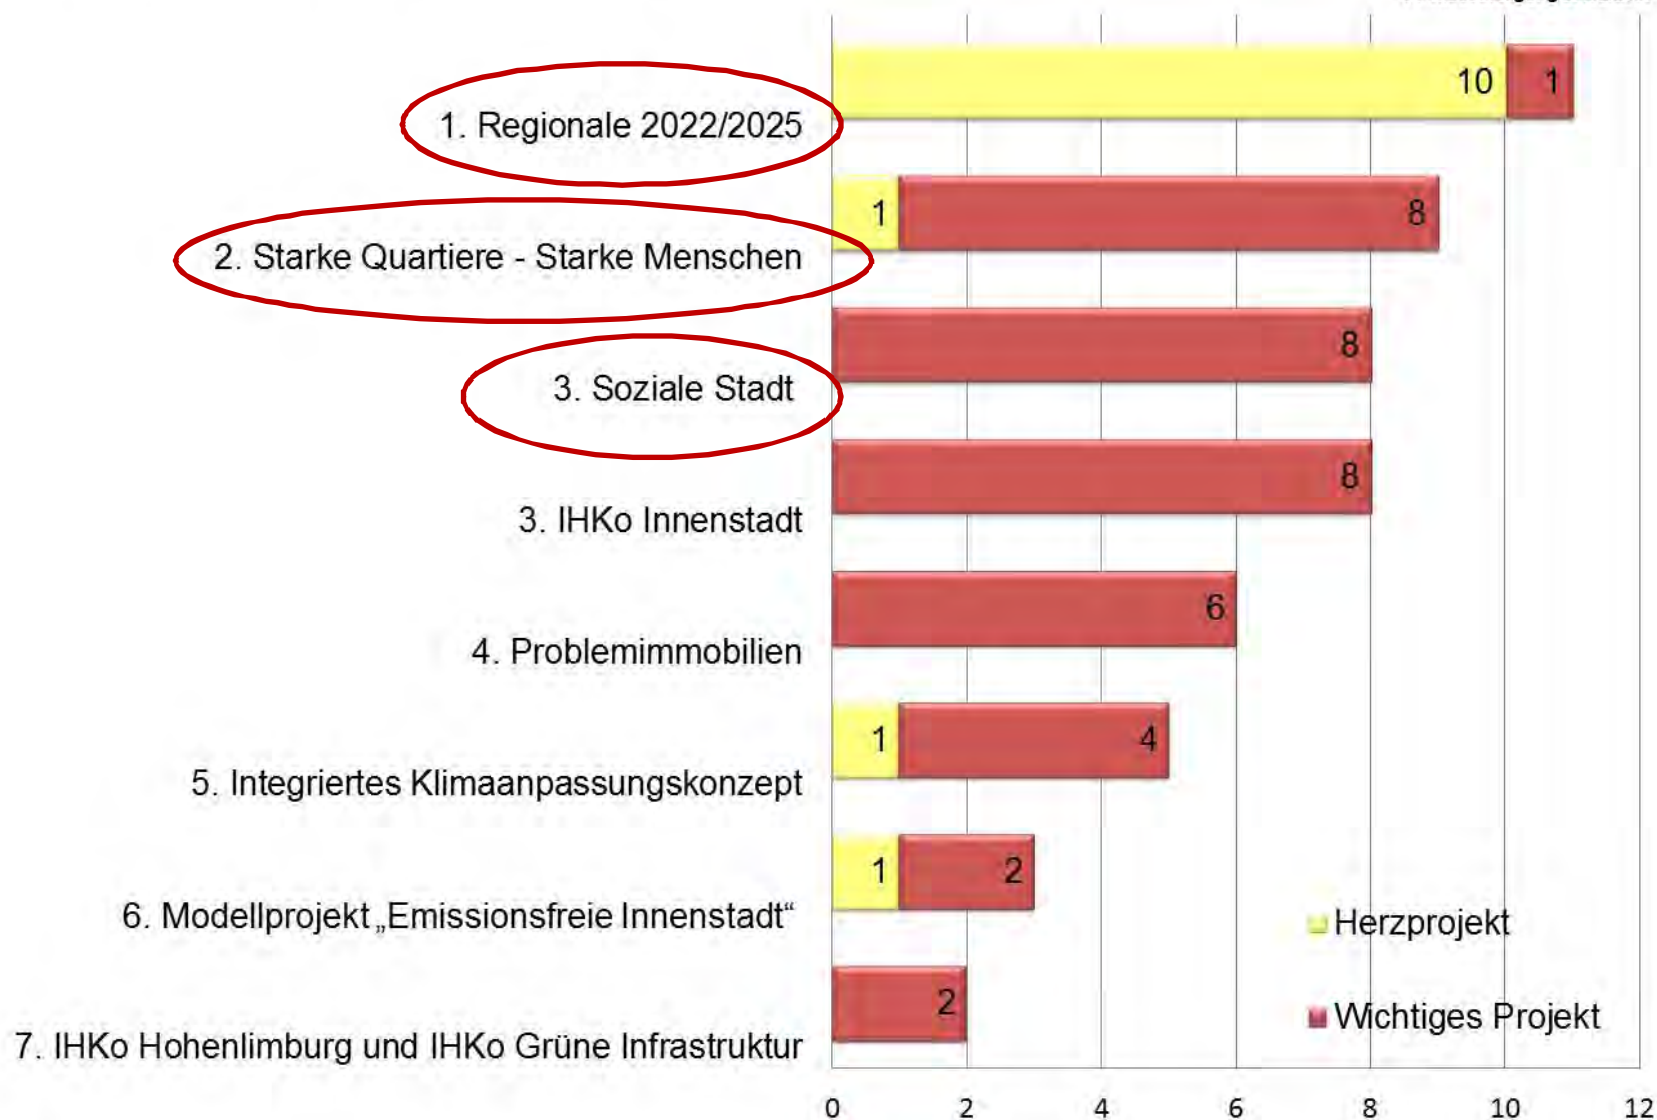 10 1
1. Regionale 2022/2025
1 8
2. Starke Quartiere - Starke Menschen
8
3. Soziale Stadt
8
3. IHKo Innenstadt
6
4. Problemimmobilien
1 4
5. Integriertes Klimaanpassungskonzept
1 2
6. Modellprojekt „Emissionsfreie Innenstadt“
Herzprojekt
2
Wichtiges Projekt
7. IHKo Hohenlimburg und IHKo Grüne Infrastruktur
0 2 4 6 8 10 12